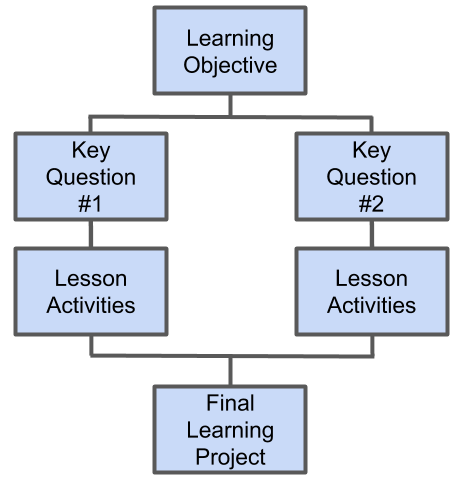 Learning
Objective
Key
Question
#1
Key
Question
#2
Lesson
Activities
Lesson
Activities
Final
Learning
Project